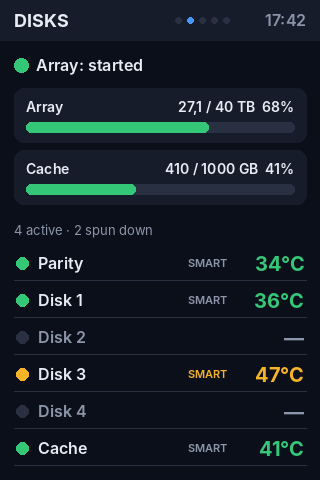 DISKS 17:42
Array: started
Array 27,1 / 40 TB 68%
Cache 410 / 1000 GB 41%
4 active · 2 spun down
Parity SMART 34°C
Disk 1 SMART 36°C
Disk 2 —
Disk 3 SMART 47°C
Disk 4 —
Cache SMART 41°C